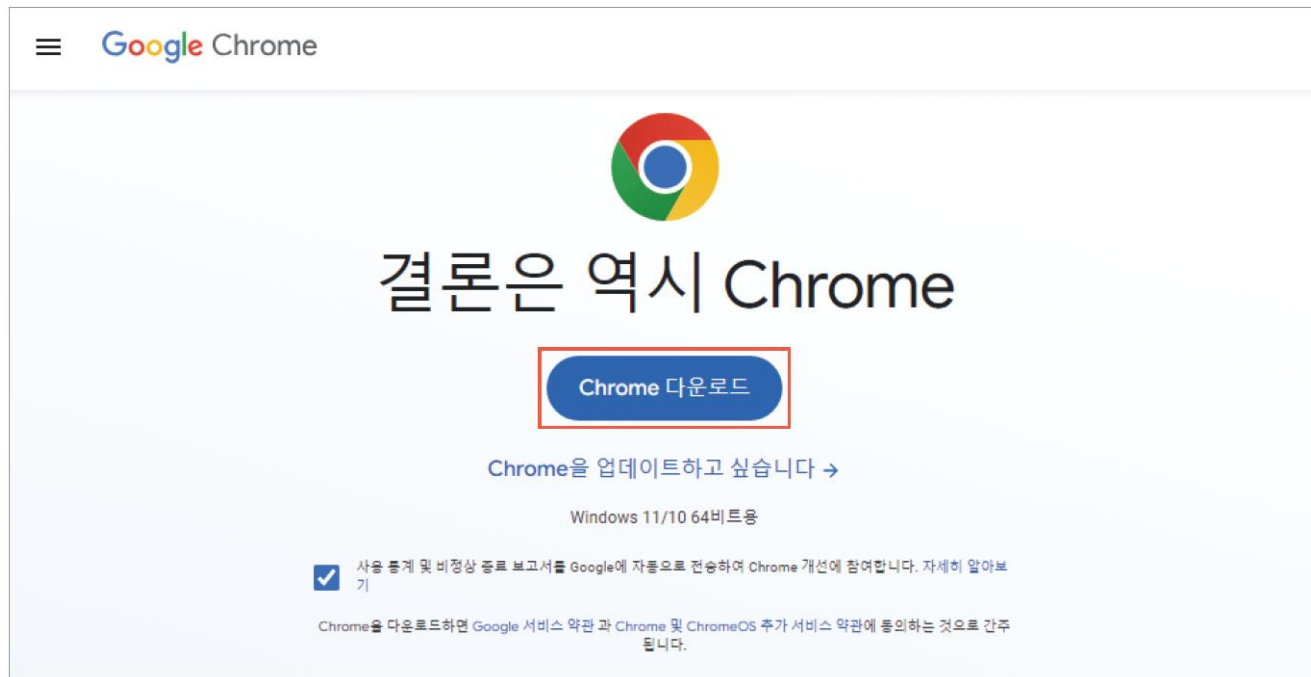 Google Chrome
결론은 역시 Chrome
Chrome 다운로드
Chrome을 업데이트하고 싶습니다 →
Windows 11/10 64비트용
사용 통계 및 비정상 종료 보고서를 Google에 자동으로 전송하여 Chrome 개선에 참여합니다. 자세히 알아보
기
Chrome을 다운로드하면 Google 서비스 약관 과 Chrome 및 ChromeOS 추가 서비스 약관에 동의하는 것으로 간주
됩니다.